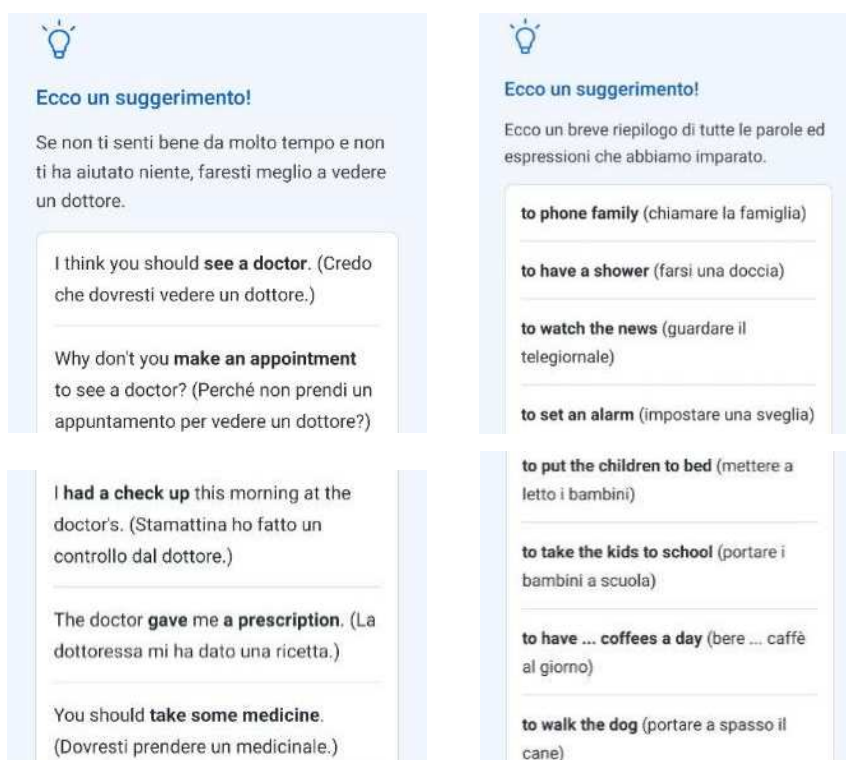 Ecco un suggerimento!
Se non ti senti bene da molto tempo e non
ti ha aiutato niente, faresti meglio a vedere
un dottore.
I think you should see a doctor. (Credo
che dovresti vedere un dottore.)
Why don't you make an appointment
to see a doctor? (Perché non prendi un
appuntamento per vedere un dottore?)
I had a check up this morning at the
doctor's. (Stamattina ho fatto un
controllo dal dottore.)
The doctor gave me a prescription. (La
dottoressa mi ha dato una ricetta.)
You should take some medicine.
(Dovresti prendere un medicinale.)
Ecco un suggerimento!
Ecco un breve riepilogo di tutte le parole ed
espressioni che abbiamo imparato.
to phone family (chiamare la famiglia)
to have a shower (farsi una doccia)
to watch the news (guardare il
telegiornale)
to set an alarm (impostare una sveglia)
to put the children to bed (mettere a
letto i bambini)
to take the kids to school (portare i
bambini a scuola)
to have ... coffees a day (bere ... caffè
al giorno)
to walk the dog (portare a spasso il
cane)